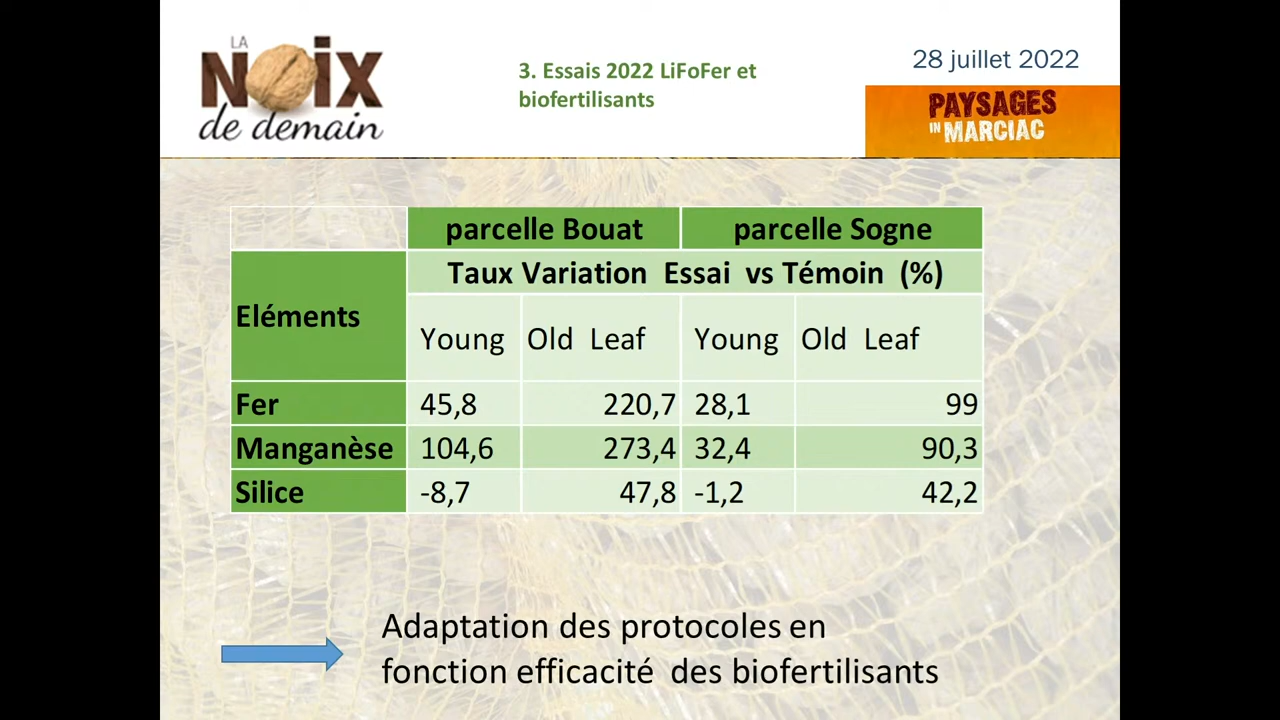 LA
NOIX
de demain
3. Essais 2022 LiFoFer et
biofertilisants
28 juillet 2022
PAYSAGES
IN MARCIAC
parcelle Bouat parcelle Sogne
Eléments
Taux Variation Essai vs Témoin (%)
Young Old Leaf Young Old Leaf
Fer 45,8 220,7 28,1 99
Manganèse 104,6 273,4 32,4 90,3
Silice -8,7 47,8 -1,2 42,2
Adaptation des protocoles en
fonction efficacité des biofertilisants